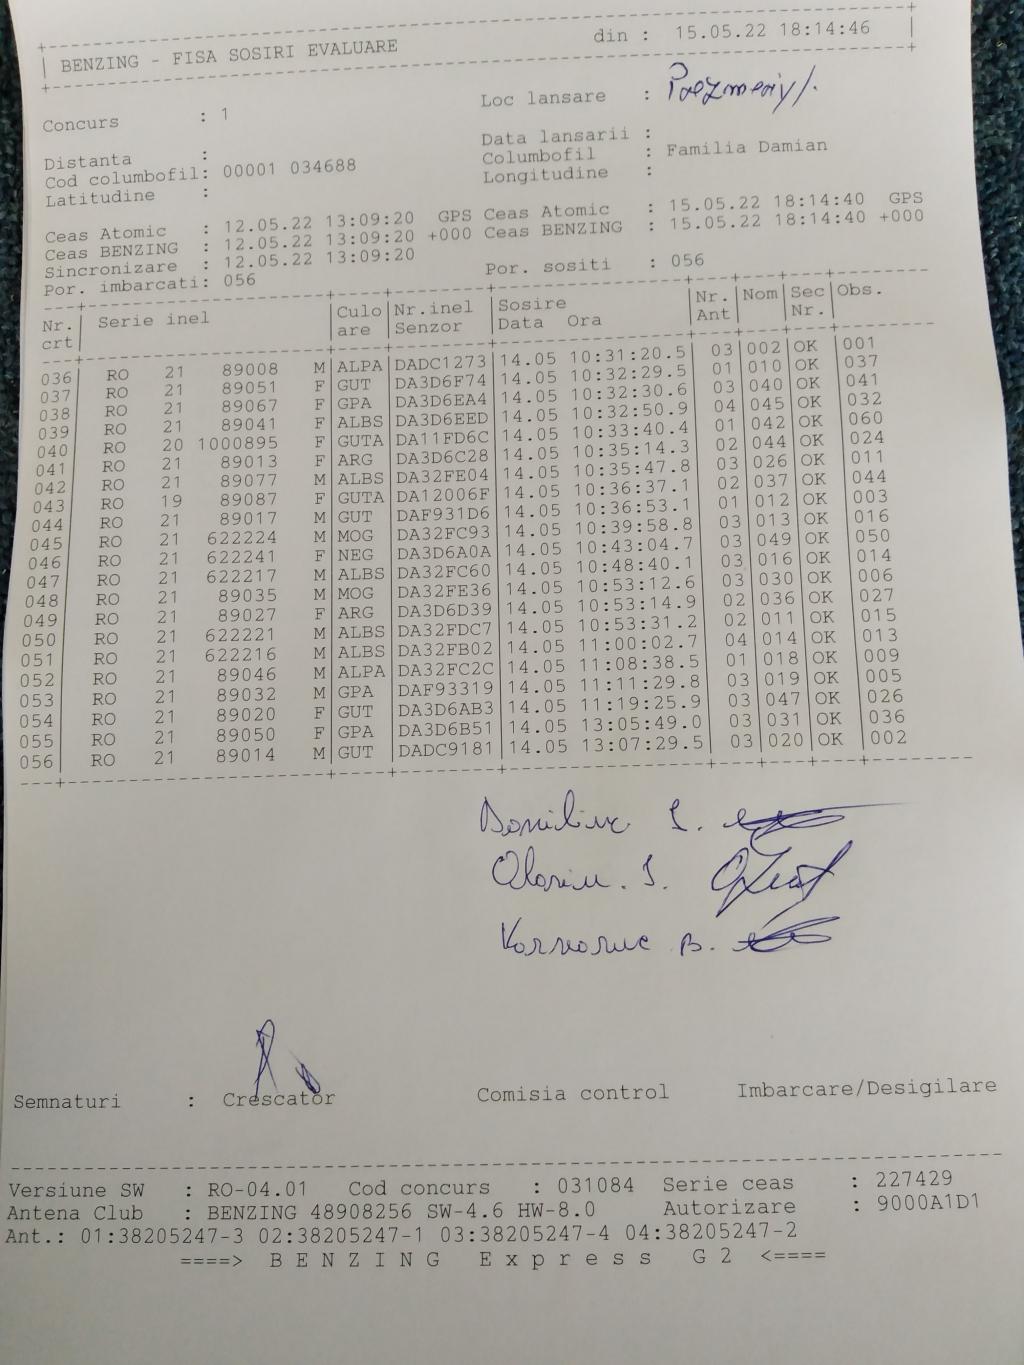 BENZING - FISA SOSIRI EVALUARE din : 15.05.22 18:14:46
Concurs : 1 Loc lansare :
Distanta : Data lansarii :
Cod columbofil: 00001 034688 Columbofil : Familia Damian
Latitudine : Longitudine :
Ceas Atomic : 12.05.22 13:09:20 GPS Ceas Atomic : 15.05.22 18:14:40 GPS
Ceas BENZING : 12.05.22 13:09:20 +000 Ceas BENZING : 15.05.22 18:14:40 +000
Sincronizare : 12.05.22 13:09:20
Por. imbarcati: 056 Por. sositi : 056
Nr. crt Serie inel Culo are Nr.inel Senzor Sosire Data Ora Nr. Ant Nom Sec Nr. Obs.
036 RO 21 89008 M ALPA DADC1273 14.05 10:31:20.5 03 002 OK 001
037 RO 21 89051 F GUT DA3D6F74 14.05 10:32:29.5 01 010 OK 037
038 RO 21 89067 F GPA DA3D6EA4 14.05 10:32:30.6 03 040 OK 041
039 RO 21 89041 F ALBS DA3D6EED 14.05 10:32:50.9 04 045 OK 032
040 RO 20 1000895 F GUTA DA11FD6C 14.05 10:33:40.4 01 042 OK 060
041 RO 21 89013 F ARG DA3D6C28 14.05 10:35:14.3 02 044 OK 024
042 RO 21 89077 M ALBS DA32FE04 14.05 10:35:47.8 03 026 OK 011
043 RO 19 89087 F GUTA DA12006F 14.05 10:36:37.1 02 037 OK 044
044 RO 21 89017 M GUT DAF931D6 14.05 10:36:53.1 01 012 OK 003
045 RO 21 622224 M MOG DA32FC93 14.05 10:39:58.8 03 013 OK 016
046 RO 21 622241 F NEG DA3D6A0A 14.05 10:43:04.7 03 049 OK 050
047 RO 21 622217 M ALBS DA32FC60 14.05 10:48:40.1 03 016 OK 014
048 RO 21 89035 M MOG DA32FE36 14.05 10:53:12.6 03 030 OK 006
049 RO 21 89027 F ARG DA3D6D39 14.05 10:53:14.9 02 036 OK 027
050 RO 21 622221 M ALBS DA32FDC7 14.05 10:53:31.2 02 011 OK 015
051 RO 21 622216 M ALBS DA32FB02 14.05 11:00:02.7 04 014 OK 013
052 RO 21 89046 M ALPA DA32FC2C 14.05 11:08:38.5 01 018 OK 009
053 RO 21 89032 M GPA DAF93319 14.05 11:11:29.8 03 019 OK 005
054 RO 21 89020 F GUT DA3D6AB3 14.05 11:19:25.9 03 047 OK 026
055 RO 21 89050 F GPA DA3D6B51 14.05 13:05:49.0 03 031 OK 036
056 RO 21 89014 M GUT DADC9181 14.05 13:07:29.5 03 020 OK 002
Semnaturi : Crescator Comisia control Imbarcare/Desigilare
Versiune SW : RO-04.01 Cod concurs : 031084 Serie ceas : 227429
Antena Club : BENZING 48908256 SW-4.6 HW-8.0 Autorizare : 9000A1D1
Ant.: 01:38205247-3 02:38205247-1 03:38205247-4 04:38205247-2
====> BENZING Express G2 <====